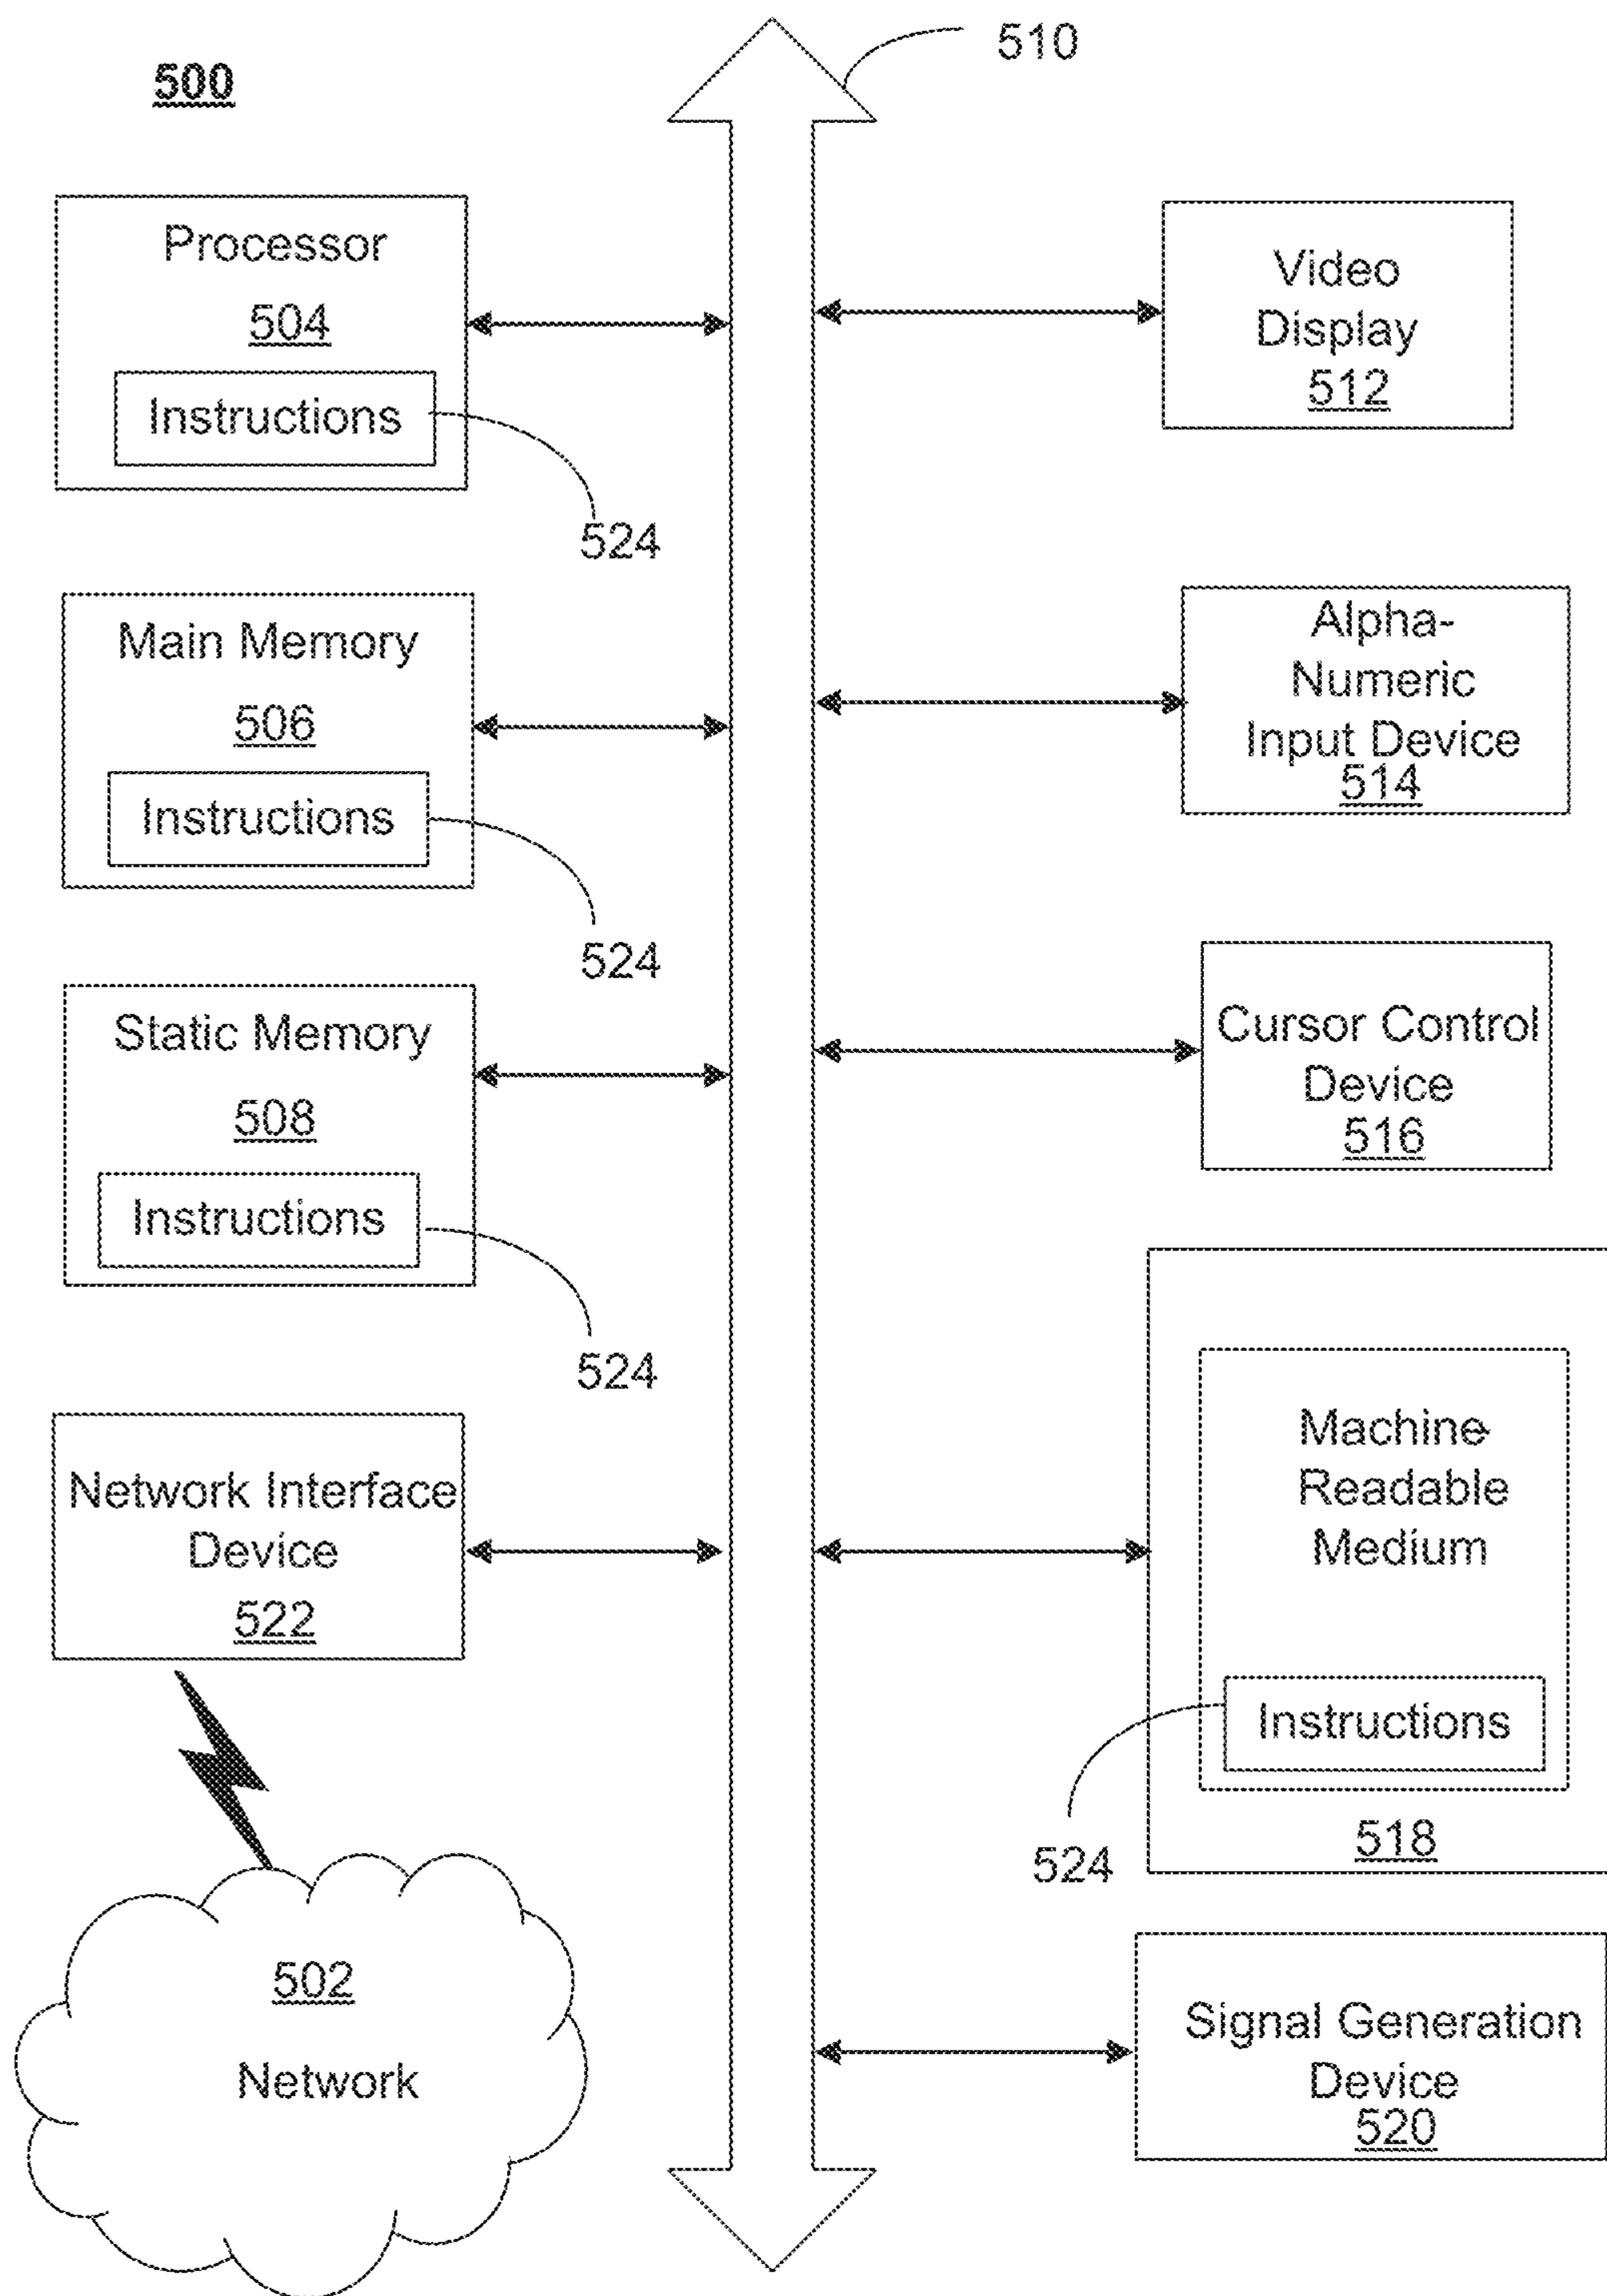 500
510
Processor
504
Instructions
524
Main Memory
506
Instructions
524
Static Memory
508
Instructions
524
Network Interface
Device
522
502
Network
Video
Display
512
Alpha-
Numeric
Input Device
514
Cursor Control
Device
516
Machine-
Readable
Medium
Instructions
524
518
Signal Generation
Device
520